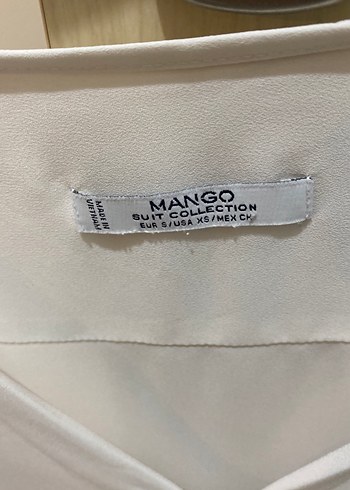 MANGO
SUIT COLLECTION
EUR S/USA XS/MEX CH
MADE IN
VIETNAM